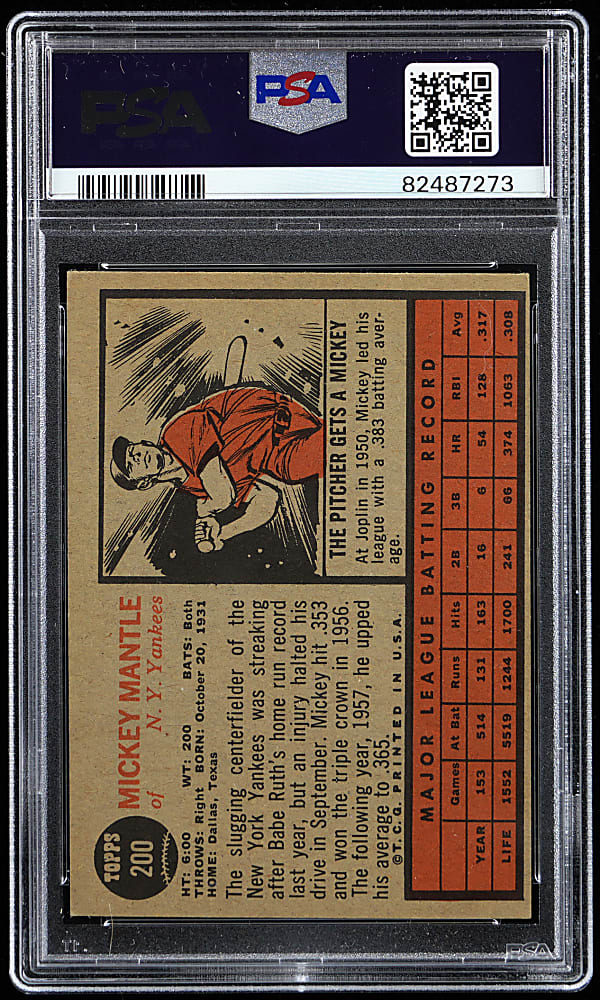 PSA
PSA
82487273
TOPPS
200
MICKEY MANTLE
of N. Y. Yankees
HT: 6:00 WT: 200 BATS: Both
THROWS: Right BORN: October 20, 1931
HOME: Dallas, Texas
The slugging centerfielder of the
New York Yankees was streaking
after Babe Ruth's home run record
last year, but an injury halted his
drive in September. Mickey hit .353
and won the triple crown in 1956.
The following year, 1957, he upped
his average to .365.
©T. C. G. PRINTED IN U.S.A.
THE PITCHER GETS A MICKEY
At Joplin in 1950, Mickey led his
league with a .383 batting aver-
age.
MAJOR LEAGUE BATTING RECORD
Games At Bat Runs Hits 2B 3B HR RBI Avg
YEAR 153 514 131 163 16 6 54 128 .317
LIFE 1552 5519 1244 1700 241 66 374 1063 .308
PSA